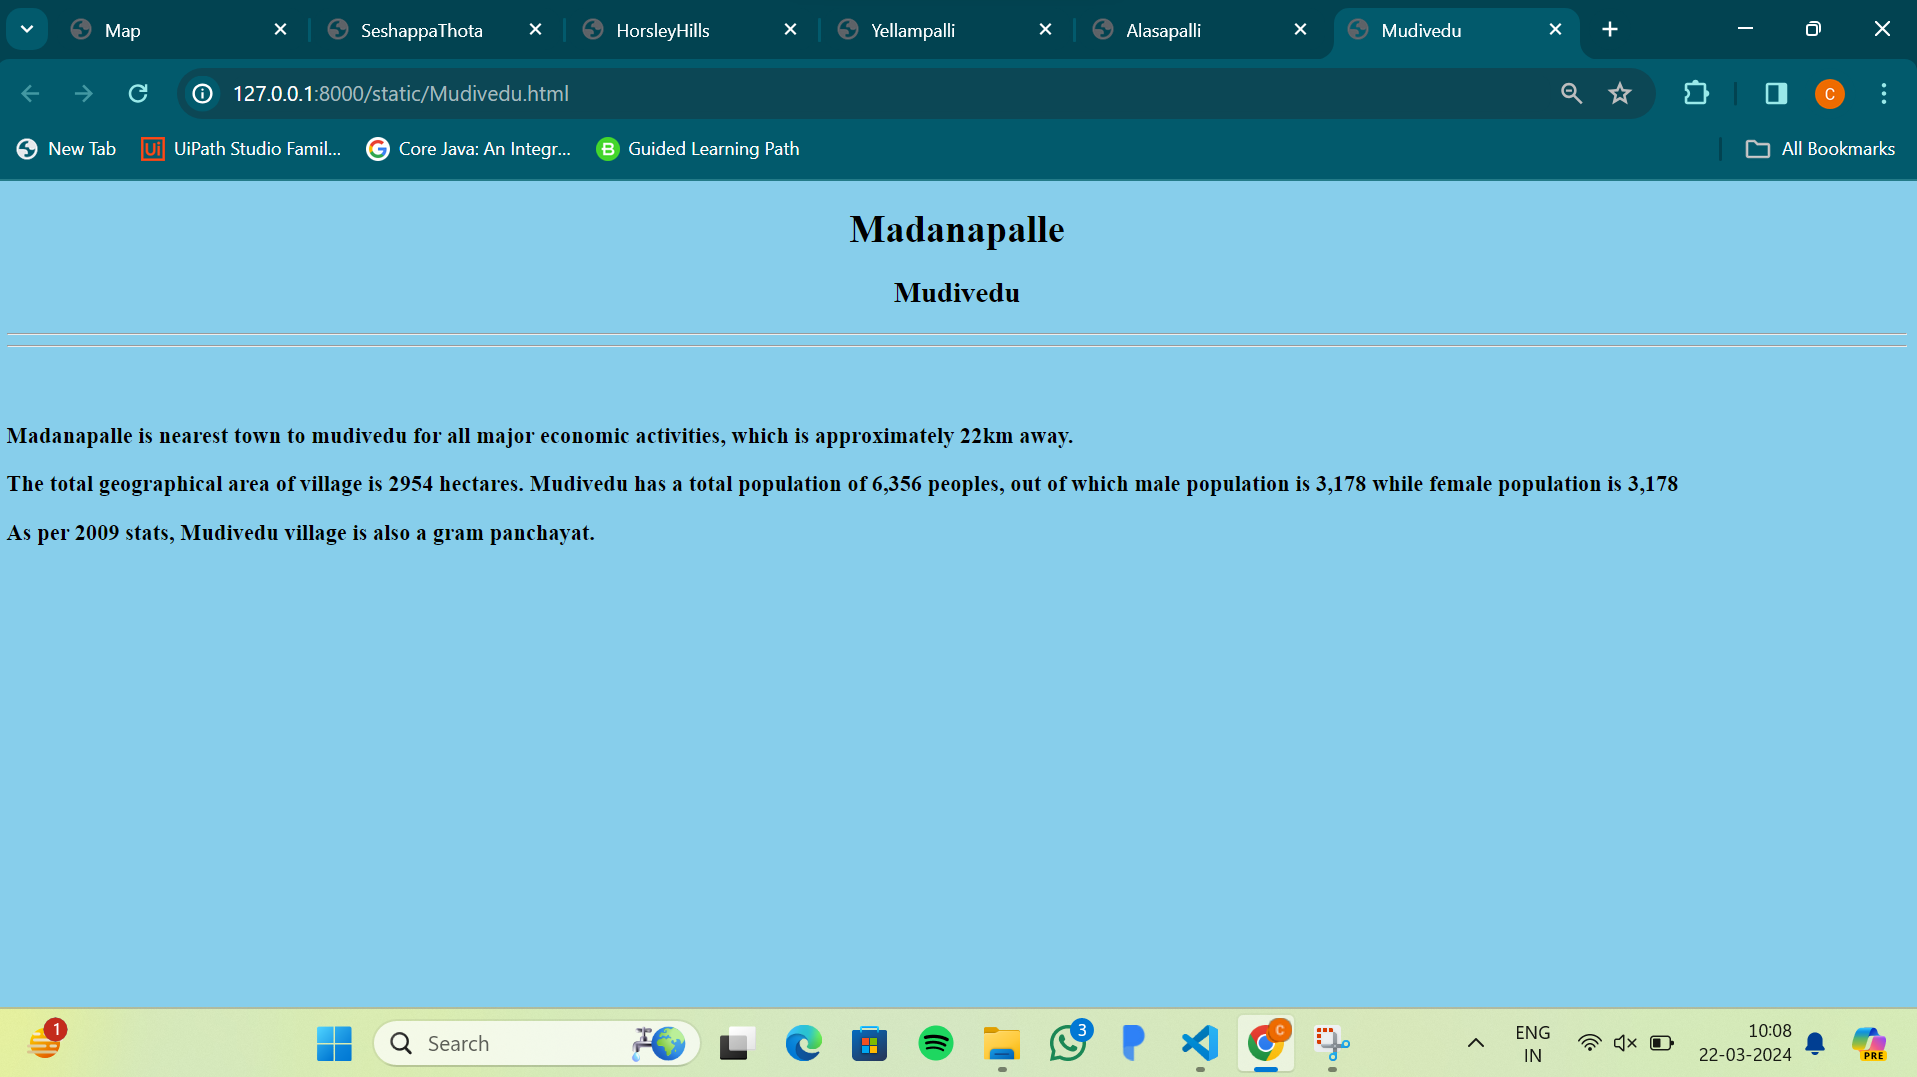 Map
SeshappaThota
HorsleyHills
Yellampalli
Alasapalli
Mudivedu
127.0.0.1:8000/static/Mudivedu.html
C
New Tab
Ui
UiPath Studio Famil...
Core Java: An Integr...
B
Guided Learning Path
All Bookmarks
Madanapalle
Mudivedu
Madanapalle is nearest town to mudivedu for all major economic activities, which is approximately 22km away.
The total geographical area of village is 2954 hectares. Mudivedu has a total population of 6,356 peoples, out of which male population is 3,178 while female population is 3,178
As per 2009 stats, Mudivedu village is also a gram panchayat.
1
Search
3
C
ENG
IN
10:08
22-03-2024
PRE